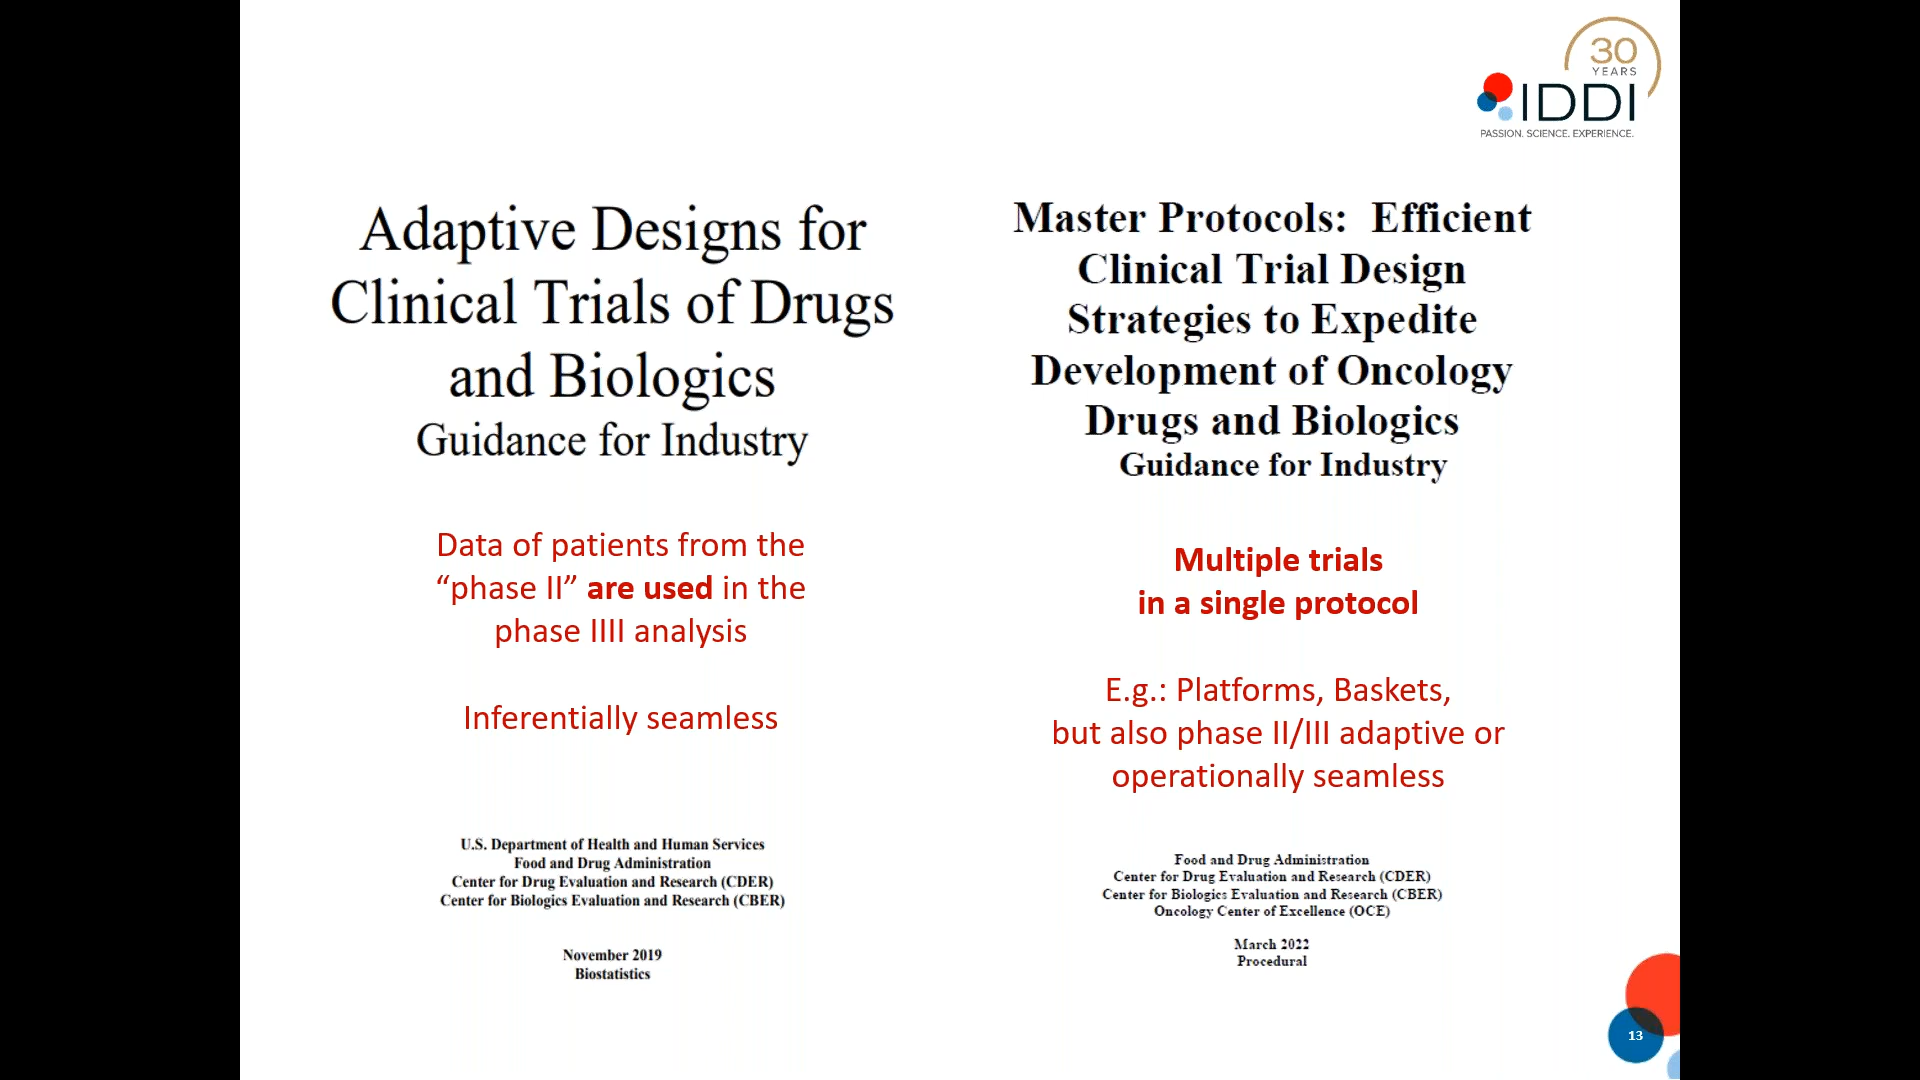 30
YEARS
IDDI
PASSION. SCIENCE. EXPERIENCE.
Adaptive Designs for
Clinical Trials of Drugs
and Biologics
Guidance for Industry
Data of patients from the
“phase II” are used in the
phase IIII analysis
Inferentially seamless
U.S. Department of Health and Human Services
Food and Drug Administration
Center for Drug Evaluation and Research (CDER)
Center for Biologics Evaluation and Research (CBER)
November 2019
Biostatistics
Master Protocols: Efficient
Clinical Trial Design
Strategies to Expedite
Development of Oncology
Drugs and Biologics
Guidance for Industry
Multiple trials
in a single protocol
E.g.: Platforms, Baskets,
but also phase II/III adaptive or
operationally seamless
Food and Drug Administration
Center for Drug Evaluation and Research (CDER)
Center for Biologics Evaluation and Research (CBER)
Oncology Center of Excellence (OCE)
March 2022
Procedural
13